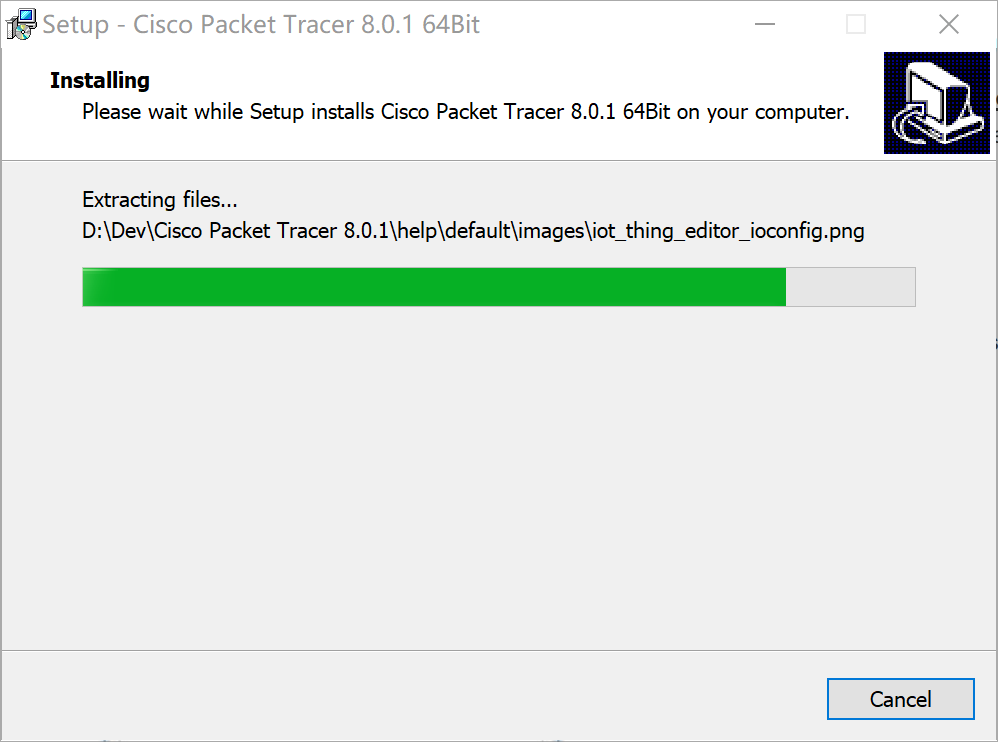 Setup - Cisco Packet Tracer 8.0.1 64Bit
Installing
Please wait while Setup installs Cisco Packet Tracer 8.0.1 64Bit on your computer.
Extracting files...
D:\Dev\Cisco Packet Tracer 8.0.1\help\default\images\iot_thing_editor_ioconfig.png
Cancel